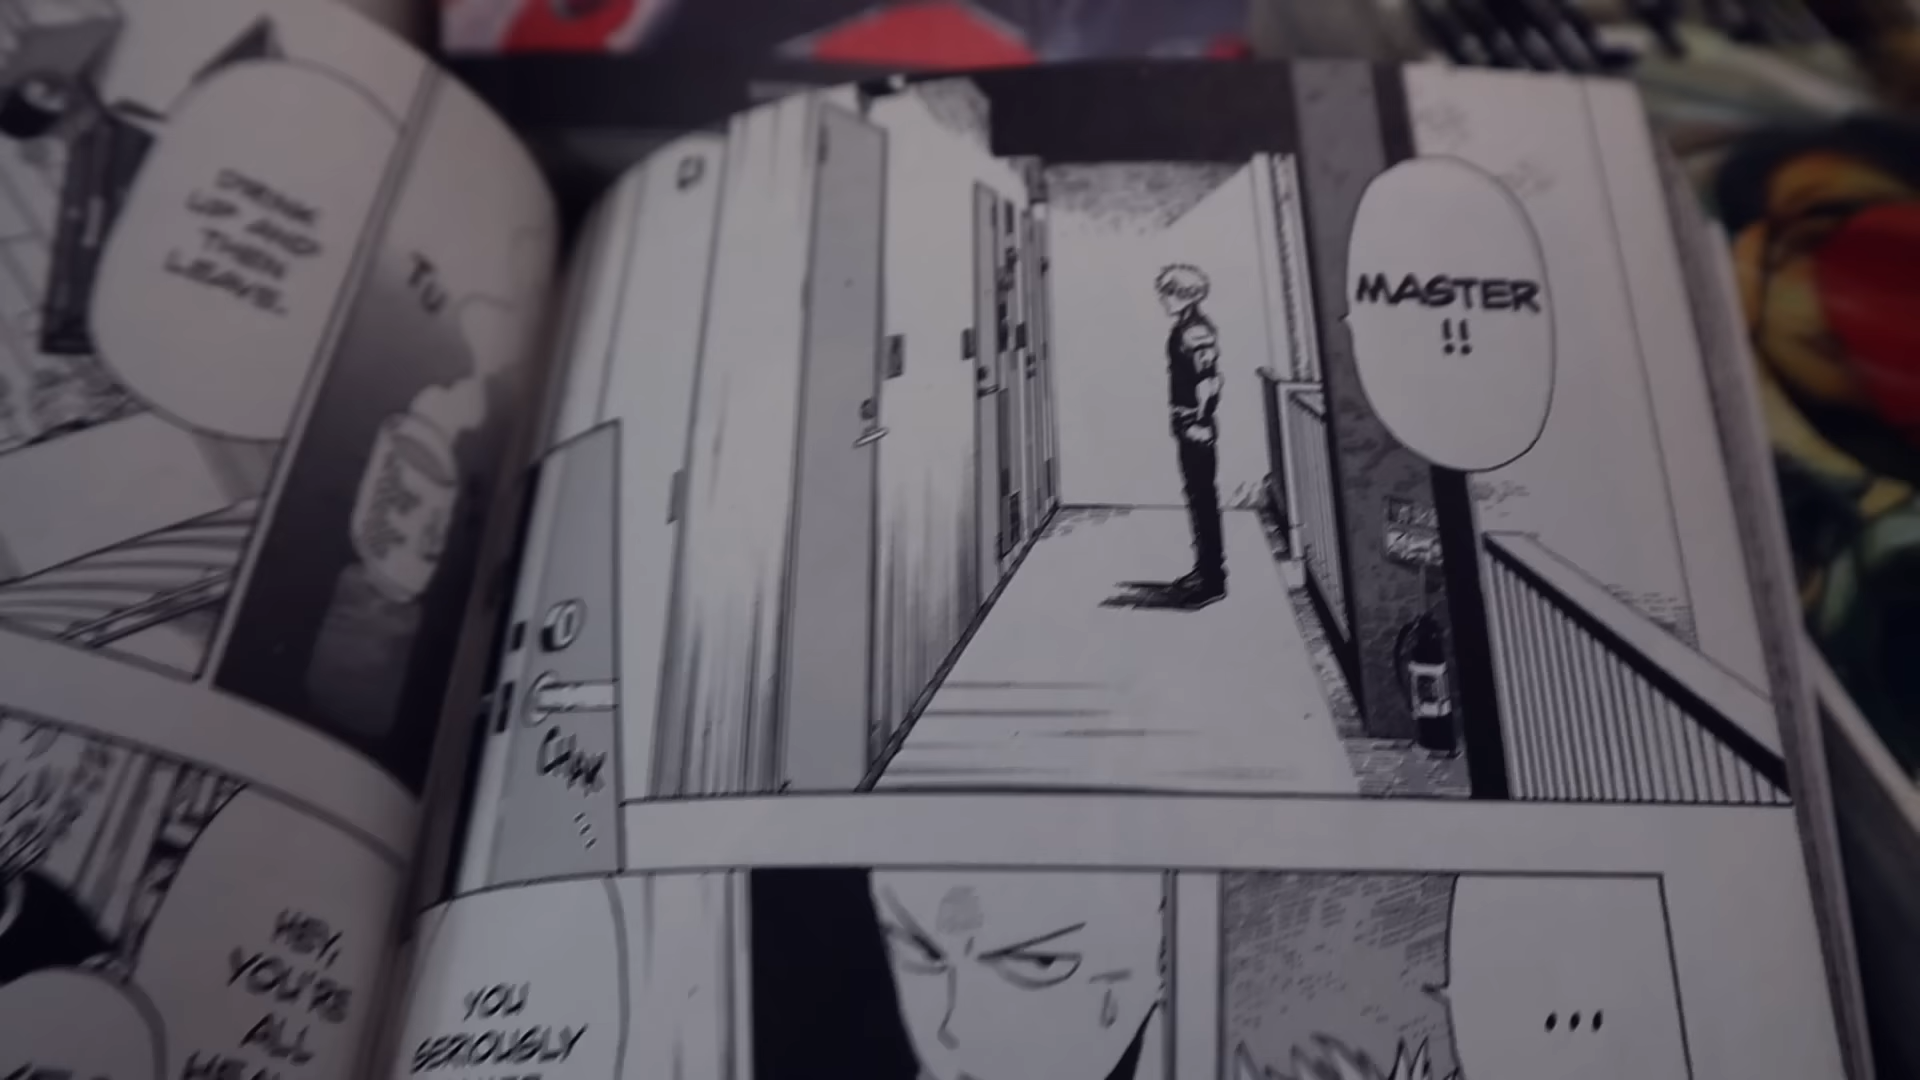 DRINK
UP AND
THEN
LEAVE.
TU
HEY,
YOU'RE
ALL
MASTER
!!
CHAK
...
YOU
SERIOUSLY
...